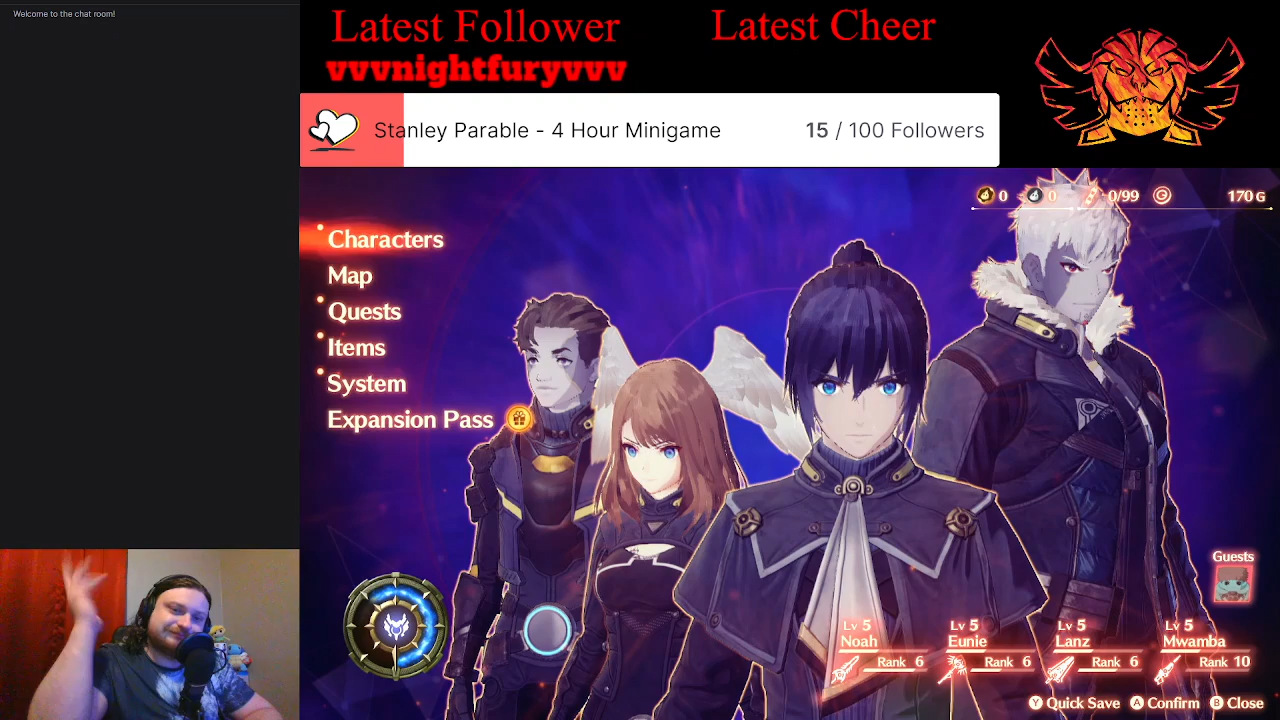 Welcome to the chat room!
Latest Follower
vvvnightfuryvvv
Latest Cheer
Stanley Parable - 4 Hour Minigame
15 / 100 Followers
0
0
0/99
170 G
Characters
Map
Quests
Items
System
Expansion Pass
Guests
Lv 5
Noah
Rank 6
Lv 5
Eunie
Rank 6
Lv 5
Lanz
Rank 6
Lv 5
Mwamba
Rank 10
Y Quick Save A Confirm B Close